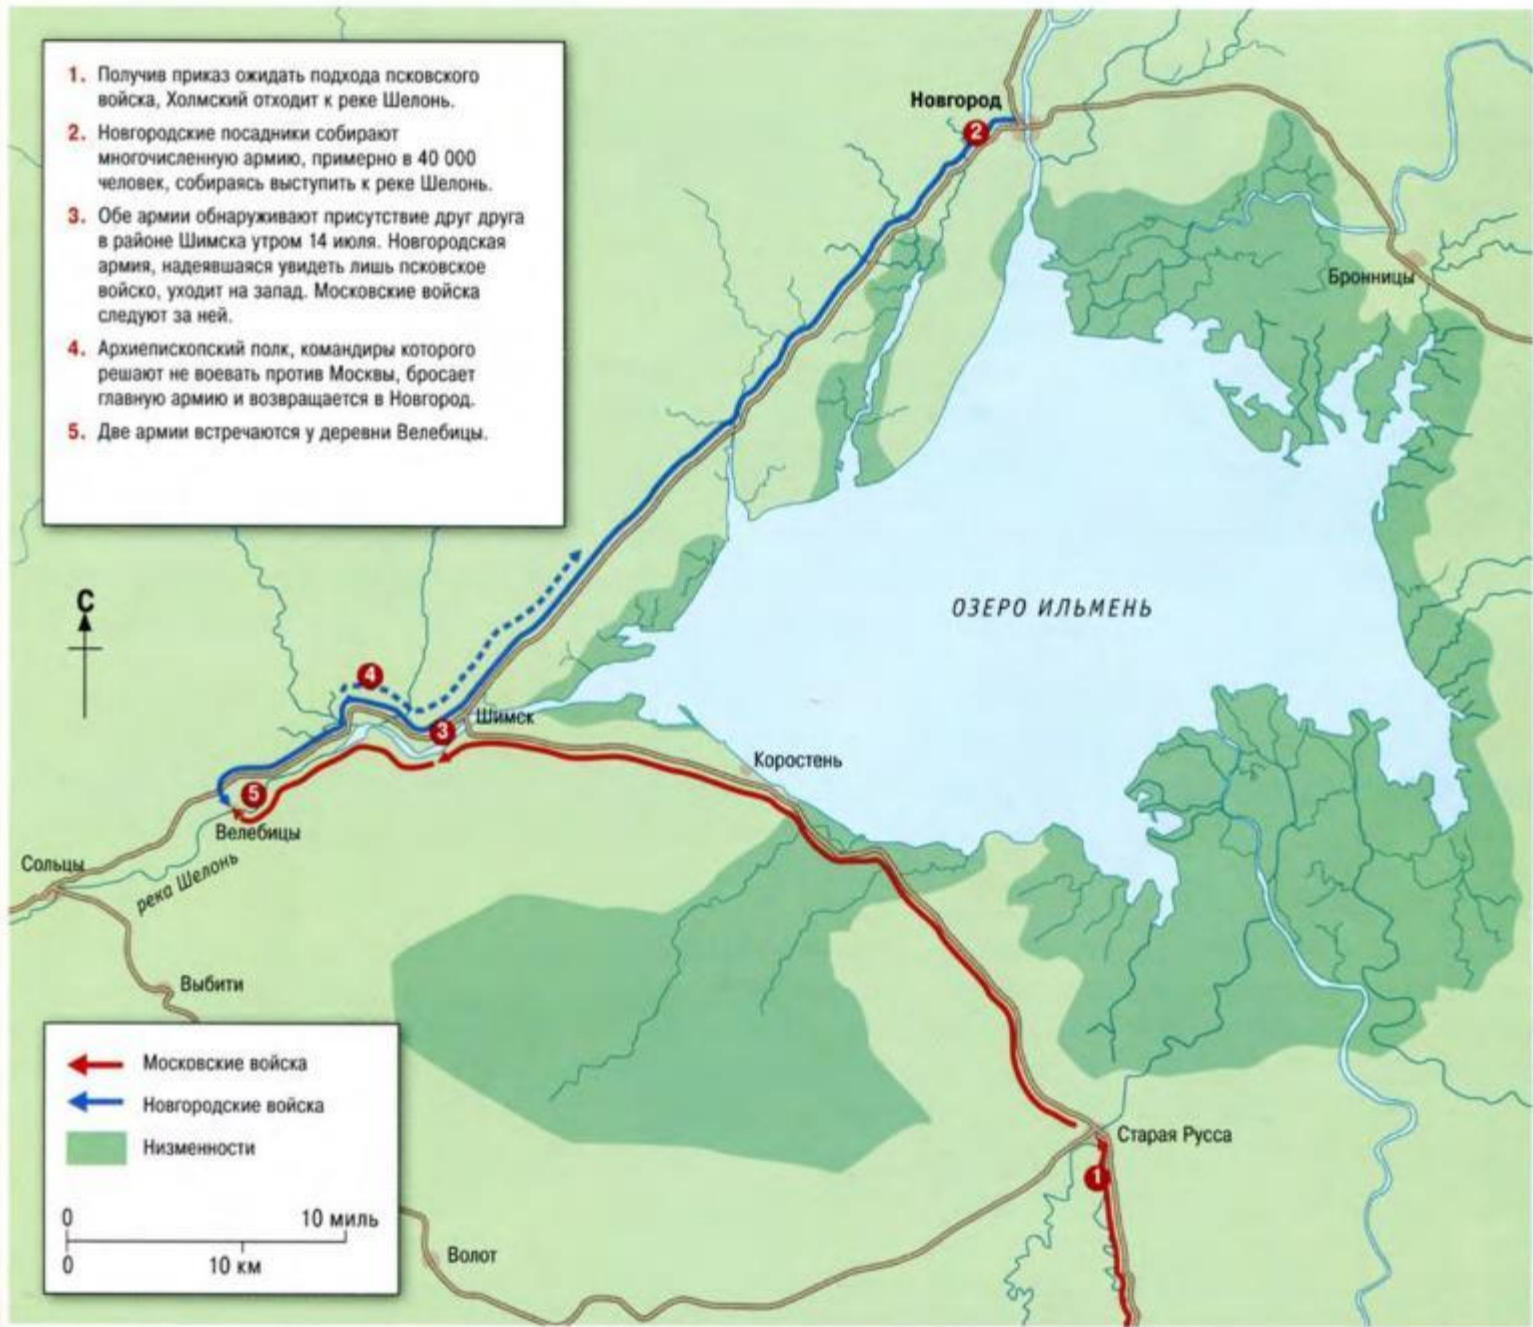 1. Получив приказ ожидать подхода псковского
войска, Холмский отходит к реке Шелонь.
2. Новгородские посадники собирают
многочисленную армию, примерно в 40 000
человек, собираясь выступить к реке Шелонь.
3. Обе армии обнаруживают присутствие друг друга
в районе Шимска утром 14 июля. Новгородская
армия, надеявшаяся увидеть лишь псковское
войско, уходит на запад. Московские войска
следуют за ней.
4. Архиепископский полк, командиры которого
решают не воевать против Москвы, бросает
главную армию и возвращается в Новгород.
5. Две армии встречаются у деревни Велебицы.
Новгород
2
Бронницы
ОЗЕРО ИЛЬМЕНЬ
С
4
3
Шимск
Коростень
5
Велебицы
Сольцы
река Шелонь
Выбити
Старая Русса
1
Волот
Московские войска
Новгородские войска
Низменности
0 10 миль
0 10 км